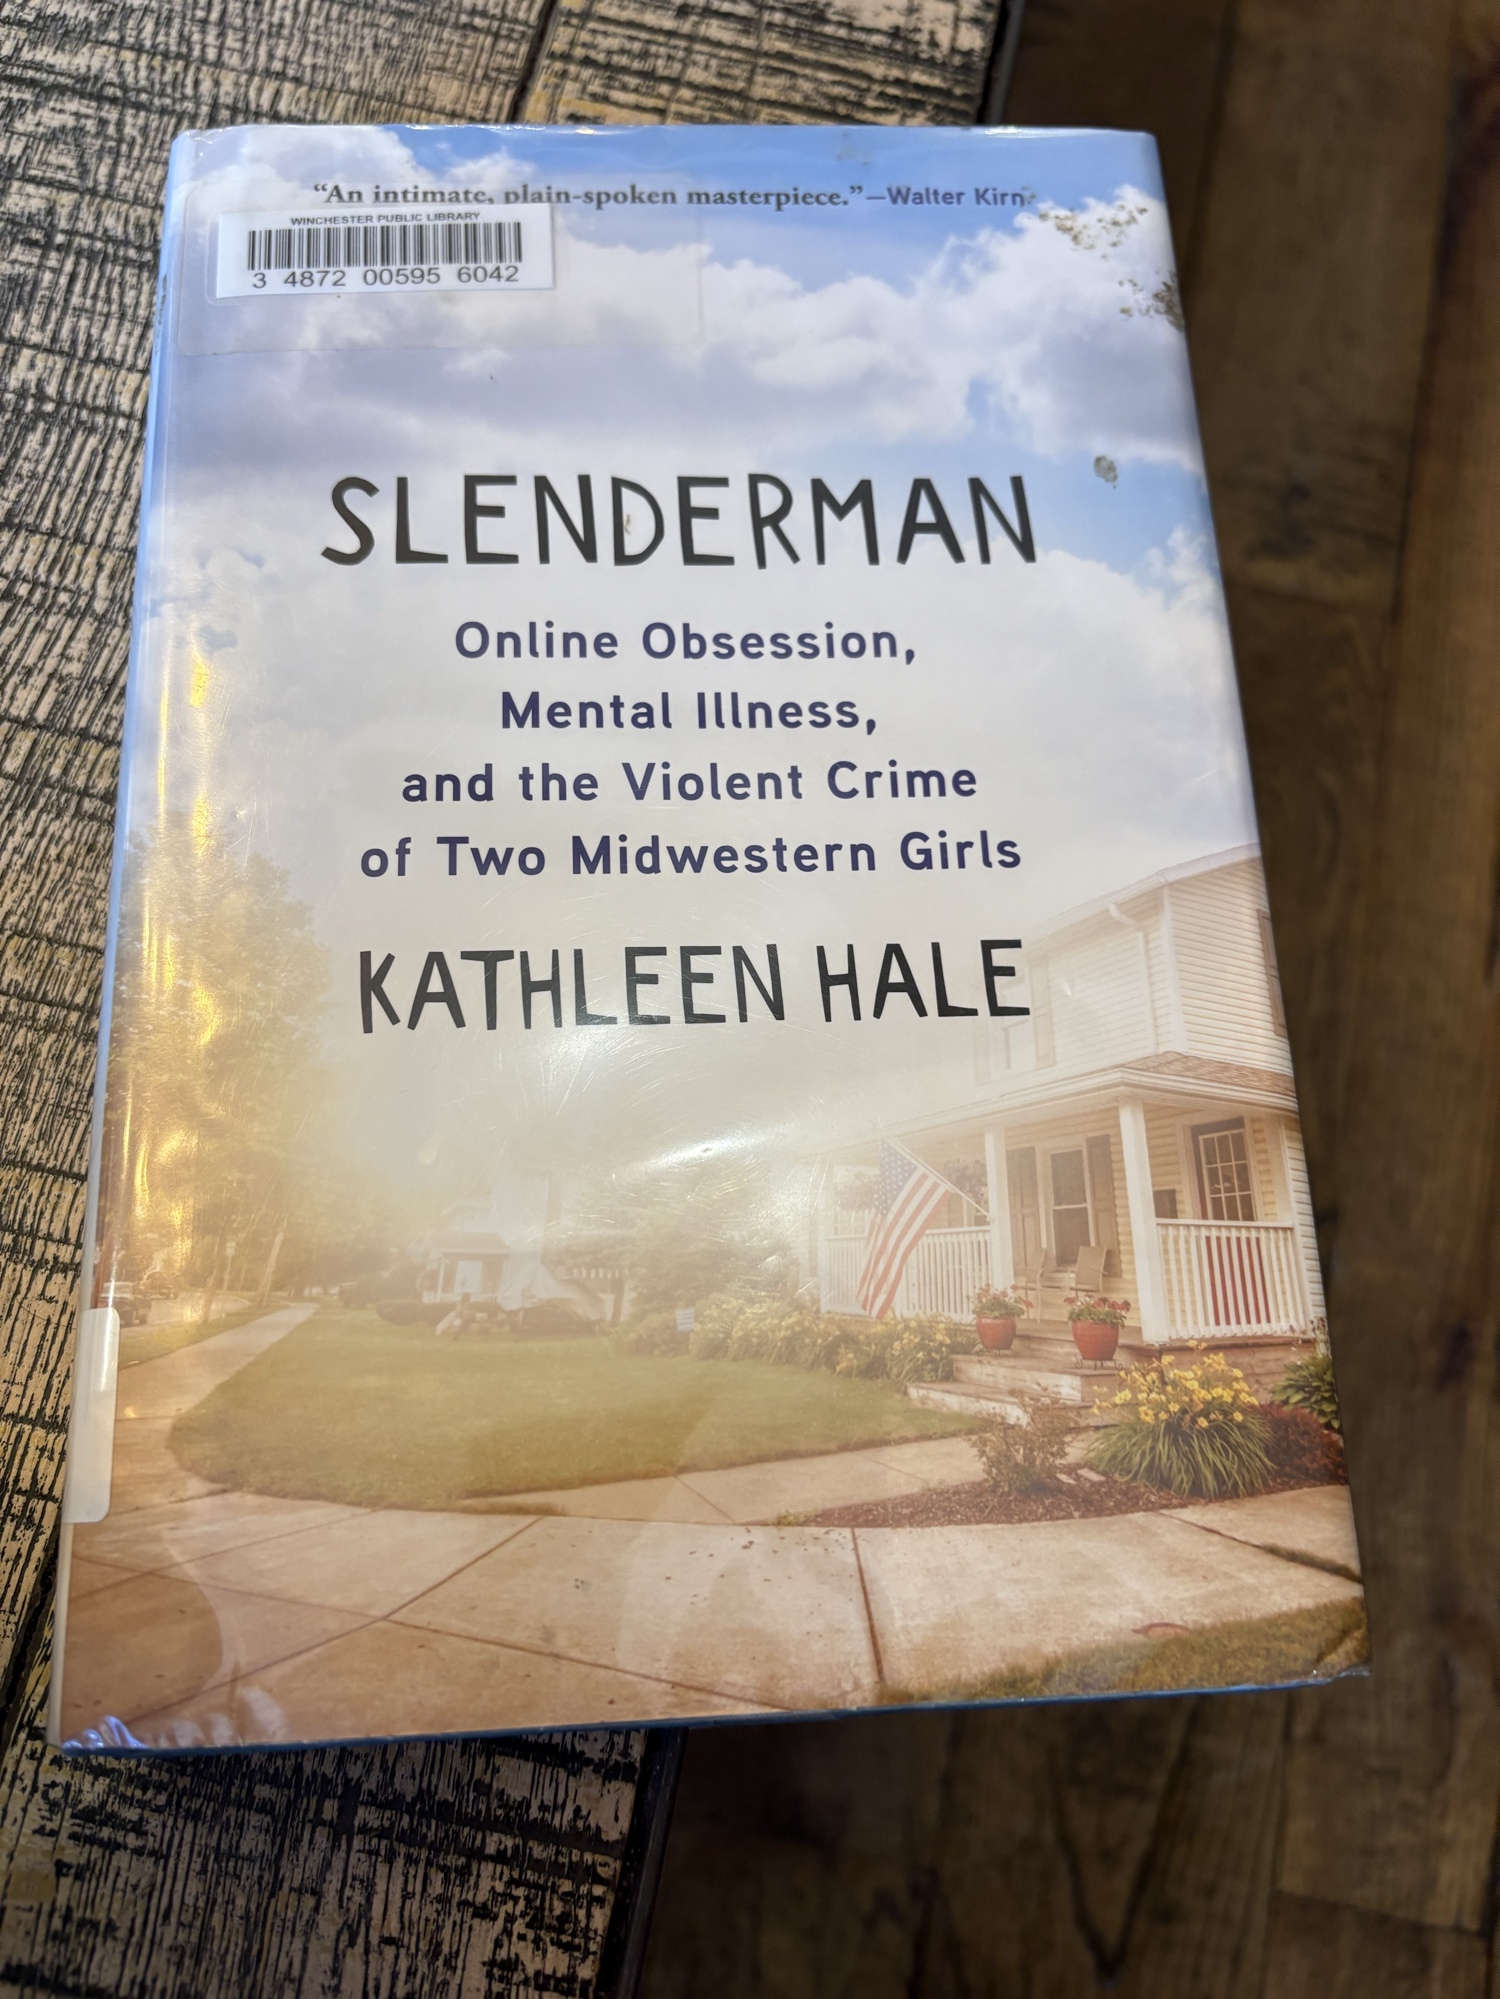 “An intimate, plain-spoken masterpiece.”—Walter Kirn
WINCHESTER PUBLIC LIBRARY
3 4872 00595 6042
SLENDERMAN
Online Obsession,
Mental Illness,
and the Violent Crime
of Two Midwestern Girls
KATHLEEN HALE